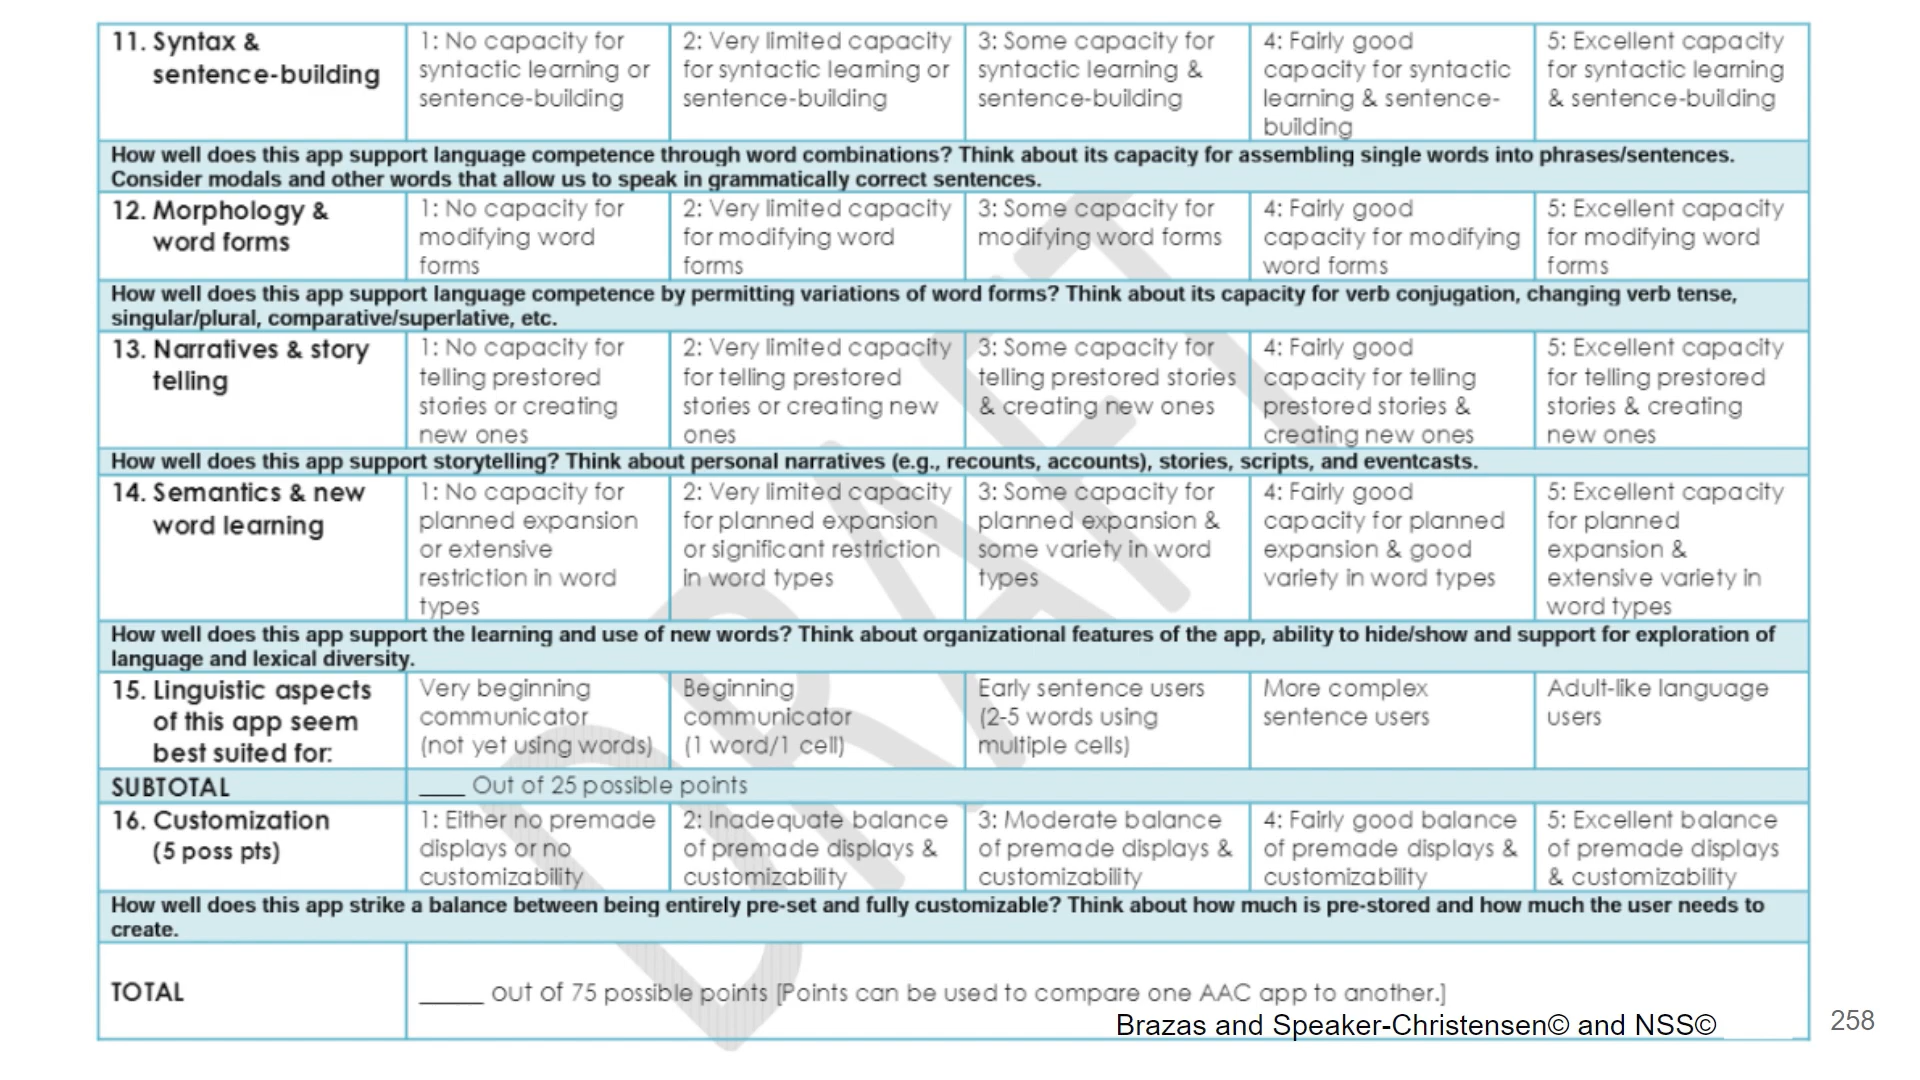 11. Syntax &
sentence-building
1: No capacity for
syntactic learning or
sentence-building
2: Very limited capacity
for syntactic learning or
sentence-building
3: Some capacity for
syntactic learning &
sentence-building
4: Fairly good
capacity for syntactic
learning & sentence-
building
5: Excellent capacity
for syntactic learning
& sentence-building
How well does this app support language competence through word combinations? Think about its capacity for assembling single words into phrases/sentences.
Consider modals and other words that allow us to speak in grammatically correct sentences.
12. Morphology &
word forms
1: No capacity for
modifying word
forms
2: Very limited capacity
for modifying word
forms
3: Some capacity for
modifying word forms
4: Fairly good
capacity for modifying
word forms
5: Excellent capacity
for modifying word
forms
How well does this app support language competence by permitting variations of word forms? Think about its capacity for verb conjugation, changing verb tense,
singular/plural, comparative/superlative, etc.
13. Narratives & story
telling
1: No capacity for
telling prestored
stories or creating
new ones
2: Very limited capacity
for telling prestored
stories or creating new
ones
3: Some capacity for
telling prestored stories
& creating new ones
4: Fairly good
capacity for telling
prestored stories &
creating new ones
5: Excellent capacity
for telling prestored
stories & creating
new ones
How well does this app support storytelling? Think about personal narratives (e.g., recounts, accounts), stories, scripts, and eventcasts.
14. Semantics & new
word learning
1: No capacity for
planned expansion
or extensive
restriction in word
types
2: Very limited capacity
for planned expansion
or significant restriction
in word types
3: Some capacity for
planned expansion &
some variety in word
types
4: Fairly good
capacity for planned
expansion & good
variety in word types
5: Excellent capacity
for planned
expansion &
extensive variety in
word types
How well does this app support the learning and use of new words? Think about organizational features of the app, ability to hide/show and support for exploration of
language and lexical diversity.
15. Linguistic aspects
of this app seem
best suited for:
Very beginning
communicator
(not yet using words)
Beginning
communicator
(1 word/1 cell)
Early sentence users
(2-5 words using
multiple cells)
More complex
sentence users
Adult-like language
users
SUBTOTAL
____ Out of 25 possible points
16. Customization
(5 poss pts)
1: Either no premade
displays or no
customizability
2: Inadequate balance
of premade displays &
customizability
3: Moderate balance
of premade displays &
customizability
4: Fairly good balance
of premade displays &
customizability
5: Excellent balance
of premade displays
& customizability
How well does this app strike a balance between being entirely pre-set and fully customizable? Think about how much is pre-stored and how much the user needs to
create.
TOTAL
_____ out of 75 possible points [Points can be used to compare one AAC app to another.]
Brazas and Speaker-Christensen© and NSS©
258
DRAFT